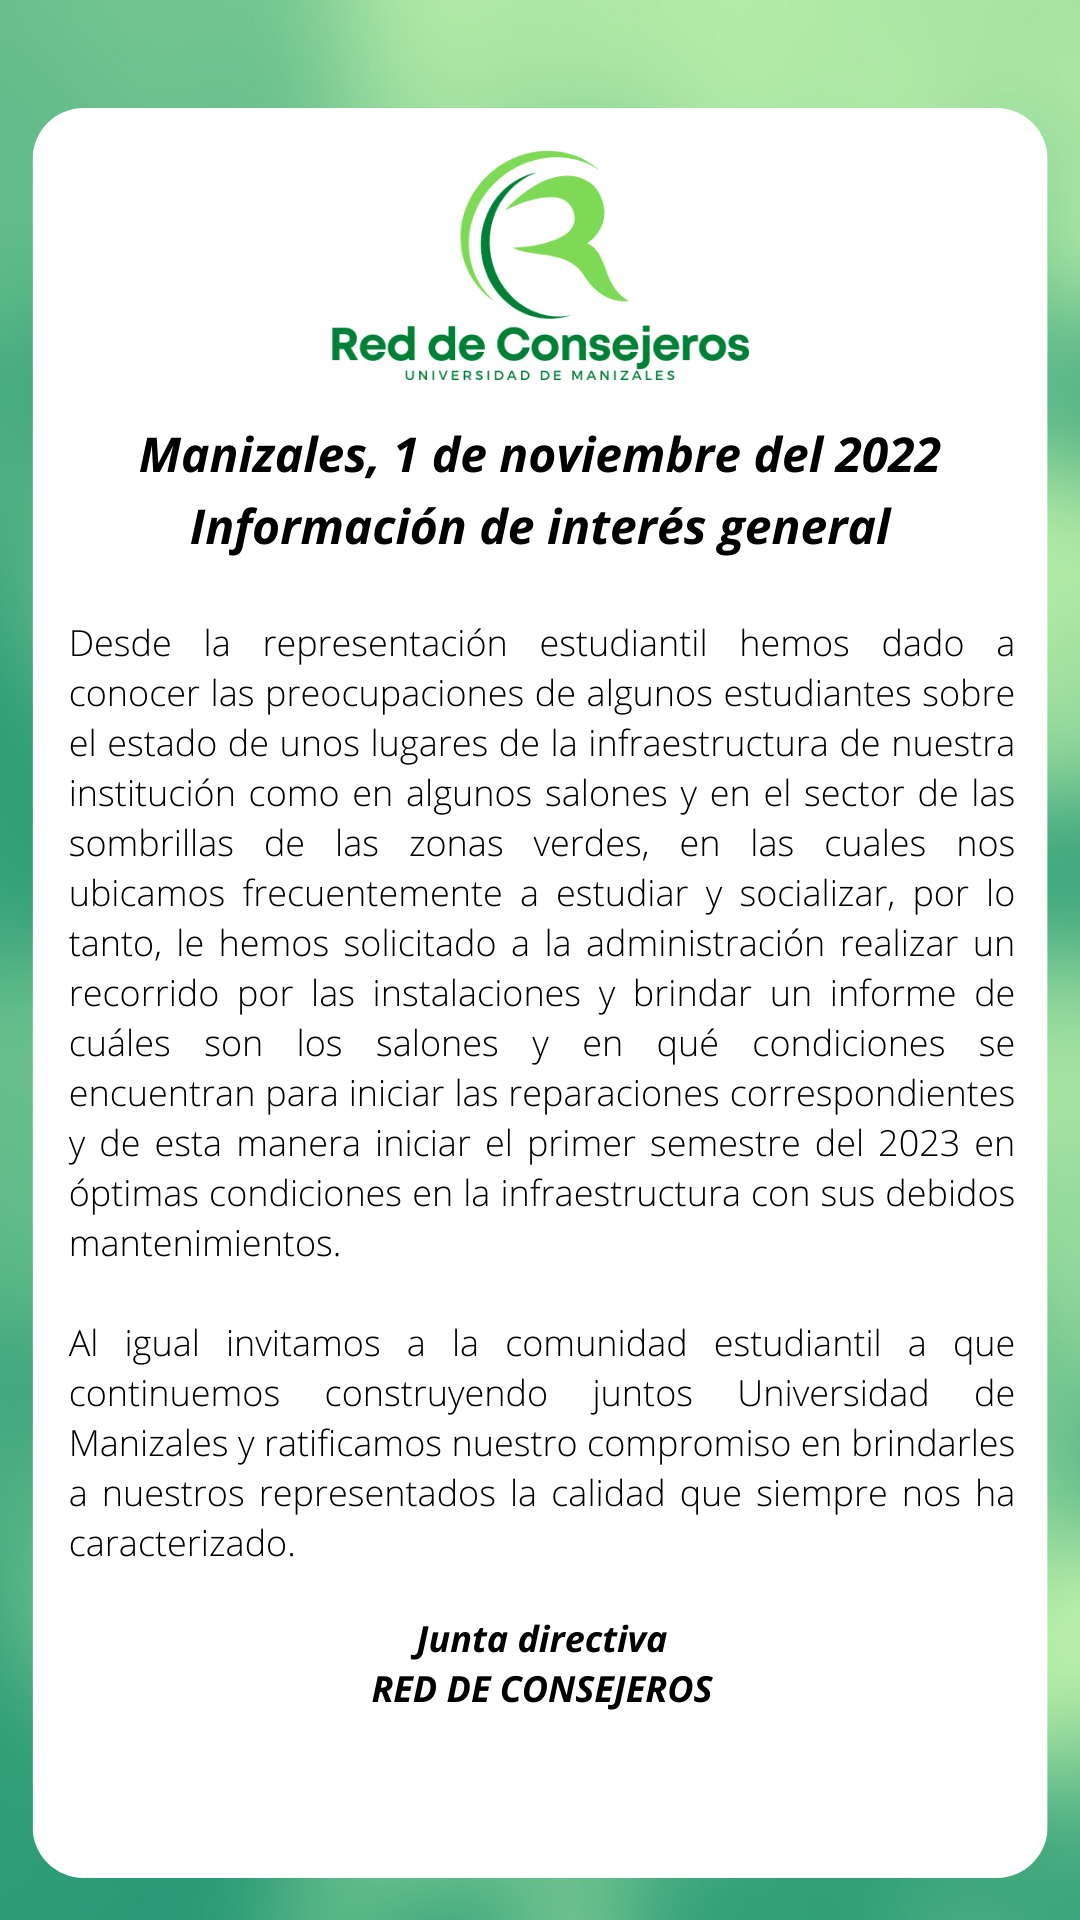 Red de Consejeros
UNIVERSIDAD DE MANIZALES
Manizales, 1 de noviembre del 2022
Información de interés general
Desde la representación estudiantil hemos dado a
conocer las preocupaciones de algunos estudiantes sobre
el estado de unos lugares de la infraestructura de nuestra
institución como en algunos salones y en el sector de las
sombrillas de las zonas verdes, en las cuales nos
ubicamos frecuentemente a estudiar y socializar, por lo
tanto, le hemos solicitado a la administración realizar un
recorrido por las instalaciones y brindar un informe de
cuáles son los salones y en qué condiciones se
encuentran para iniciar las reparaciones correspondientes
y de esta manera iniciar el primer semestre del 2023 en
óptimas condiciones en la infraestructura con sus debidos
mantenimientos.
Al igual invitamos a la comunidad estudiantil a que
continuemos construyendo juntos Universidad de
Manizales y ratificamos nuestro compromiso en brindarles
a nuestros representados la calidad que siempre nos ha
caracterizado.
Junta directiva
RED DE CONSEJEROS